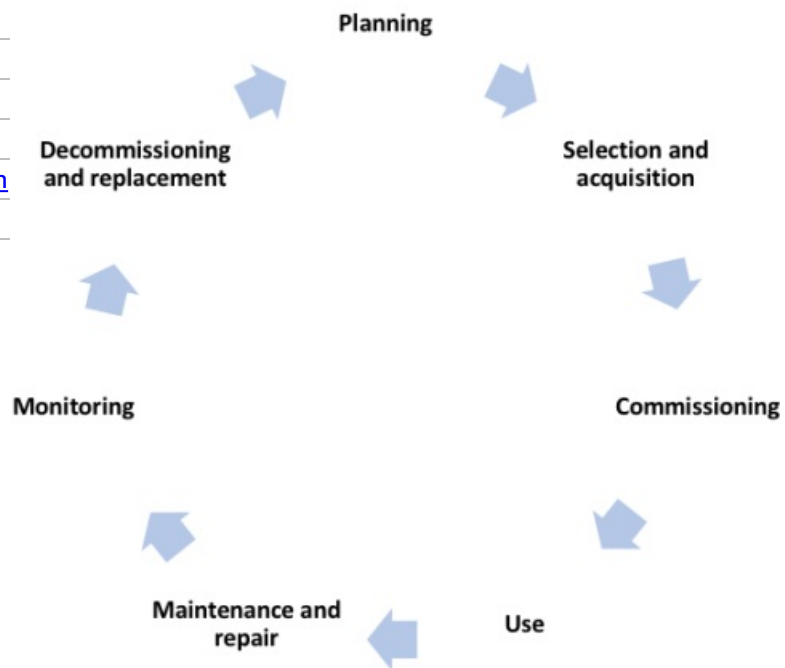 Planning
Selection and
acquisition
Commissioning
Use
Maintenance and
repair
Monitoring
Decommissioning
and replacement